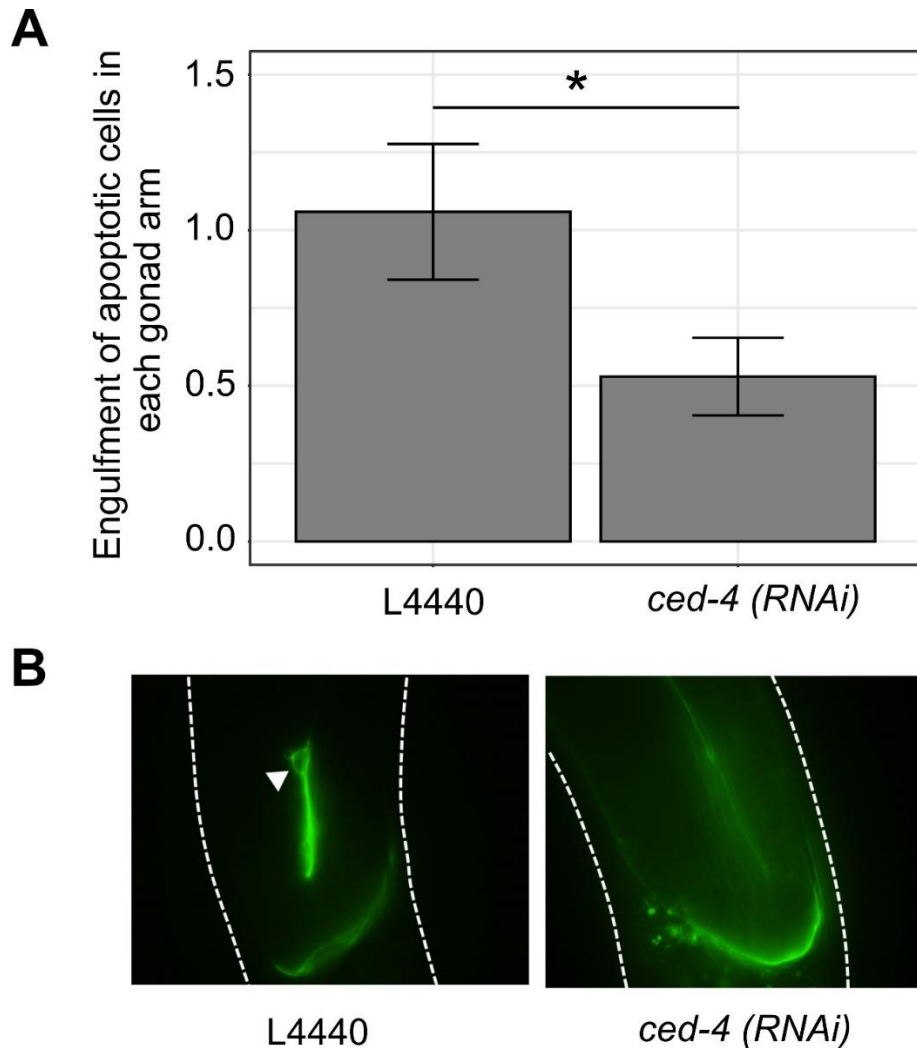 A
Engulfment of apoptotic cells in
each gonad arm
1.5
*
1.0
0.5
0.0
L4440
ced-4 (RNAi)
B
L4440
ced-4 (RNAi)